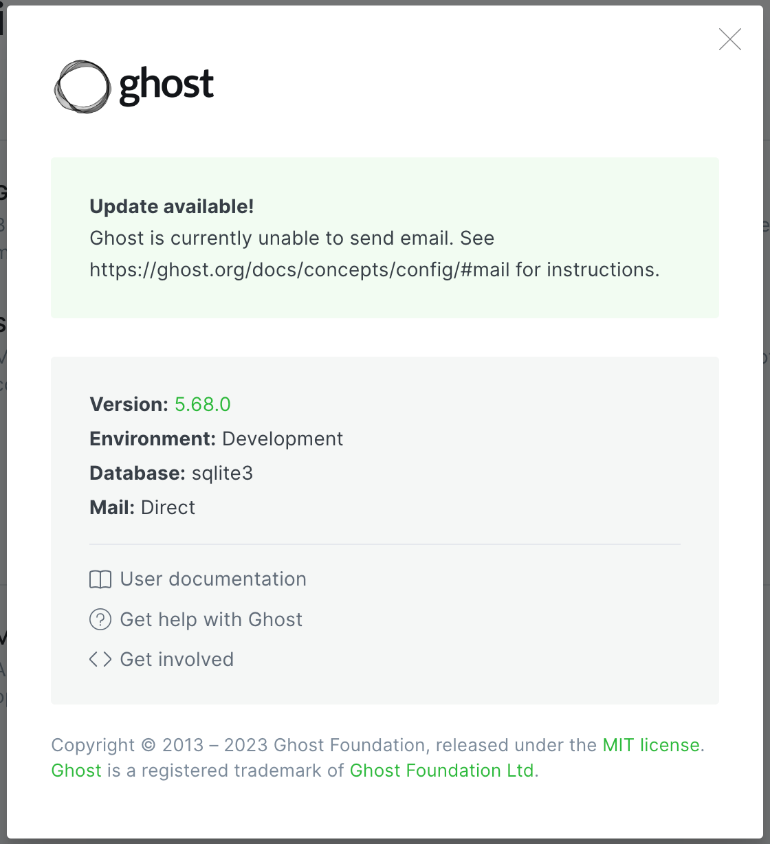 ghost
Update available!
Ghost is currently unable to send email. See
https://ghost.org/docs/concepts/config/#mail for instructions.
Version: 5.68.0
Environment: Development
Database: sqlite3
Mail: Direct
User documentation
Get help with Ghost
Get involved
Copyright © 2013 – 2023 Ghost Foundation, released under the MIT license.
Ghost is a registered trademark of Ghost Foundation Ltd.